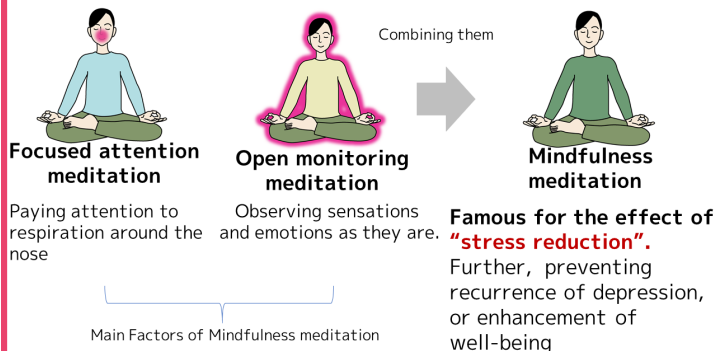 Combining them
Focused attention
meditation
Paying attention to
respiration around the
nose
Open monitoring
meditation
Observing sensations
and emotions as they are.
Main Factors of Mindfulness meditation
Mindfulness
meditation
Famous for the effect of
“stress reduction”.
Further, preventing
recurrence of depression,
or enhancement of
well-being